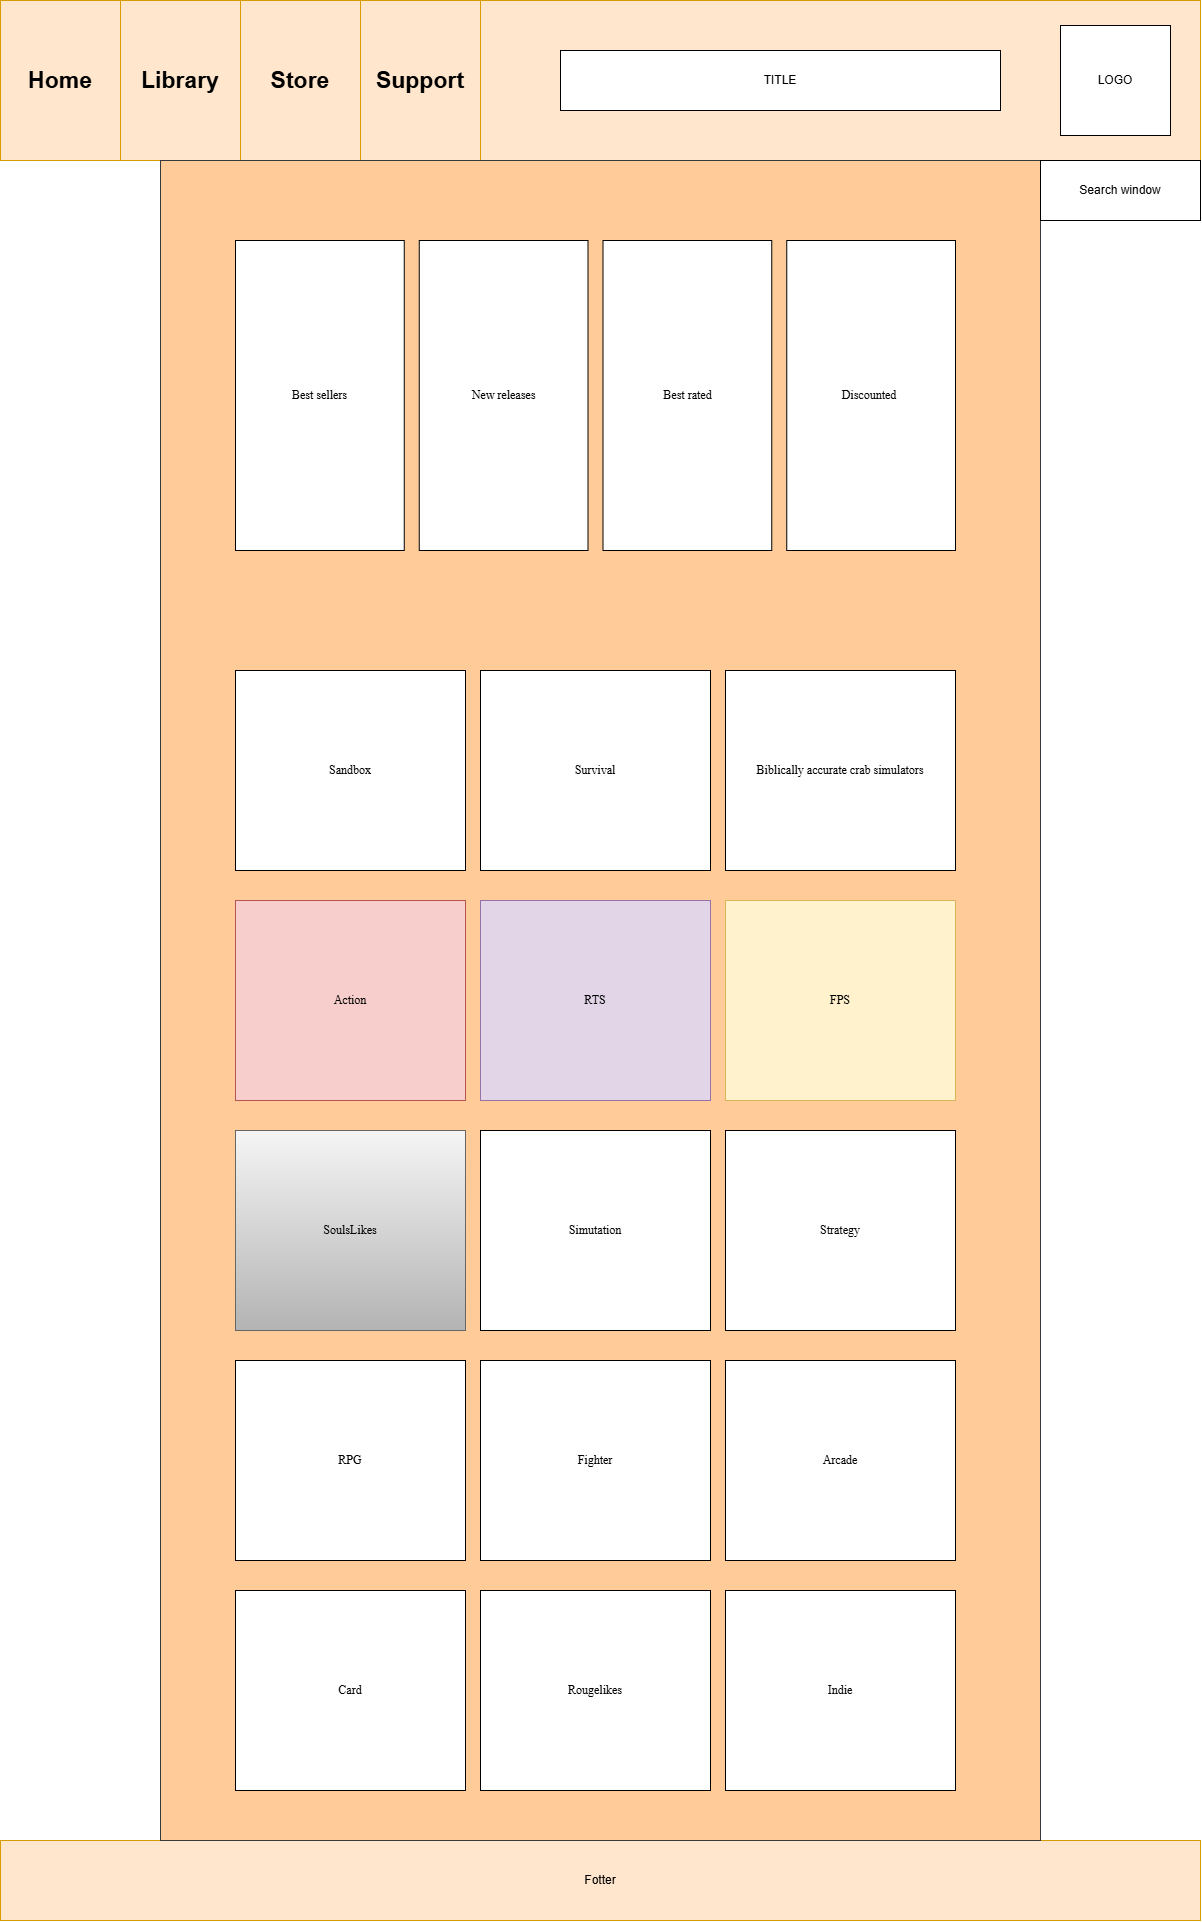 Home
Library
Store
Support
TITLE
LOGO
Search window
Best sellers
New releases
Best rated
Discounted
Sandbox
Survival
Biblically accurate crab simulators
Action
RTS
FPS
SoulsLikes
Simutation
Strategy
RPG
Fighter
Arcade
Card
Rougelikes
Indie
Fotter